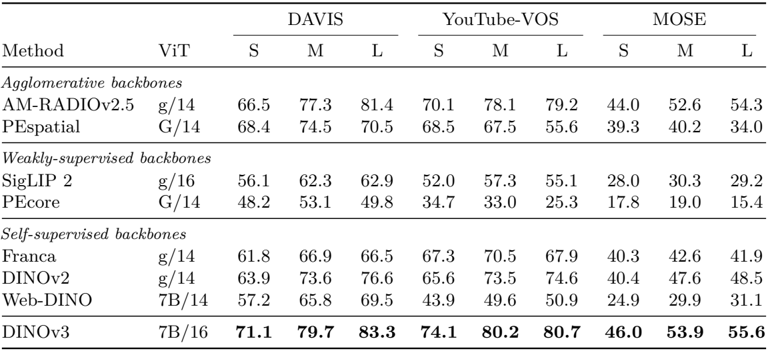 DAVIS YouTube-VOS MOSE
Method ViT S M L S M L S M L
Agglomerative backbones
AM-RADIOv2.5 g/14 66.5 77.3 81.4 70.1 78.1 79.2 44.0 52.6 54.3
PEspatial G/14 68.4 74.5 70.5 68.5 67.5 55.6 39.3 40.2 34.0
Weakly-supervised backbones
SigLIP 2 g/16 56.1 62.3 62.9 52.0 57.3 55.1 28.0 30.3 29.2
PEcore G/14 48.2 53.1 49.8 34.7 33.0 25.3 17.8 19.0 15.4
Self-supervised backbones
Franca g/14 61.8 66.9 66.5 67.3 70.5 67.9 40.3 42.6 41.9
DINOv2 g/14 63.9 73.6 76.6 65.6 73.5 74.6 40.4 47.6 48.5
Web-DINO 7B/14 57.2 65.8 69.5 43.9 49.6 50.9 24.9 29.9 31.1
DINOv3 7B/16 71.1 79.7 83.3 74.1 80.2 80.7 46.0 53.9 55.6